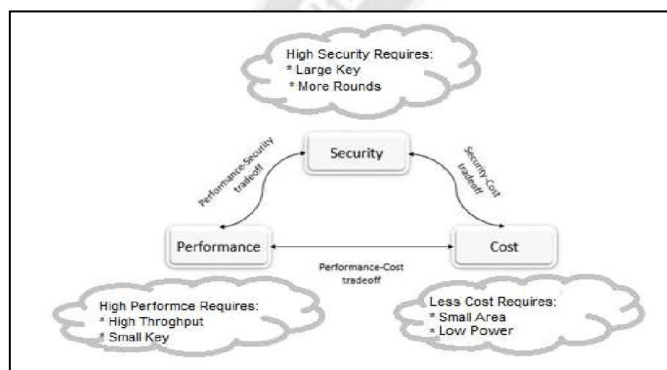 High Security Requires:
* Large Key
* More Rounds
Security
Performance-Security
tradeoff
Security-Cost
tradeoff
Performance
Cost
Performance-Cost
tradeoff
High Performce Requires:
* High Throghput
* Small Key
Less Cost Requires:
* Small Area
* Low Power